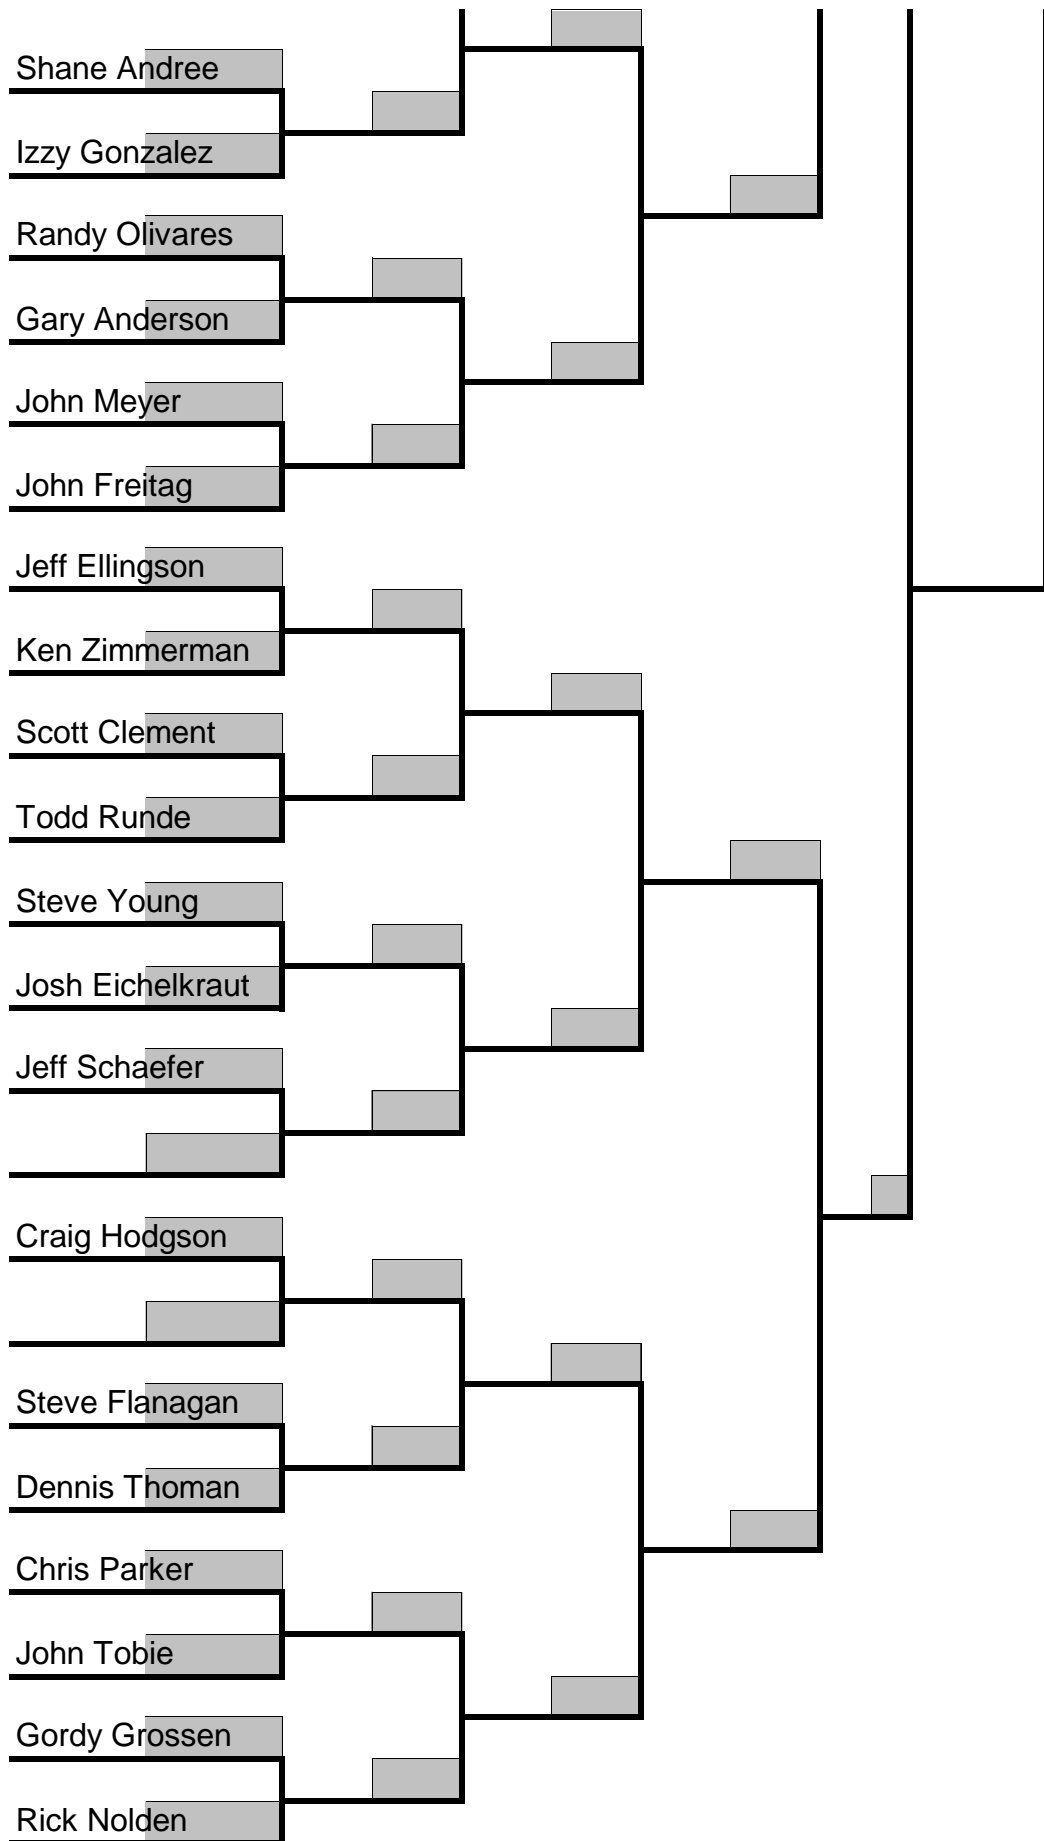 Shane Andree
Izzy Gonzalez
Randy Olivares
Gary Anderson
John Meyer
John Freitag
Jeff Ellingson
Ken Zimmerman
Scott Clement
Todd Runde
Steve Young
Josh Eichelkraut
Jeff Schaefer
Craig Hodgson
Steve Flanagan
Dennis Thoman
Chris Parker
John Tobie
Gordy Grossen
Rick Nolden